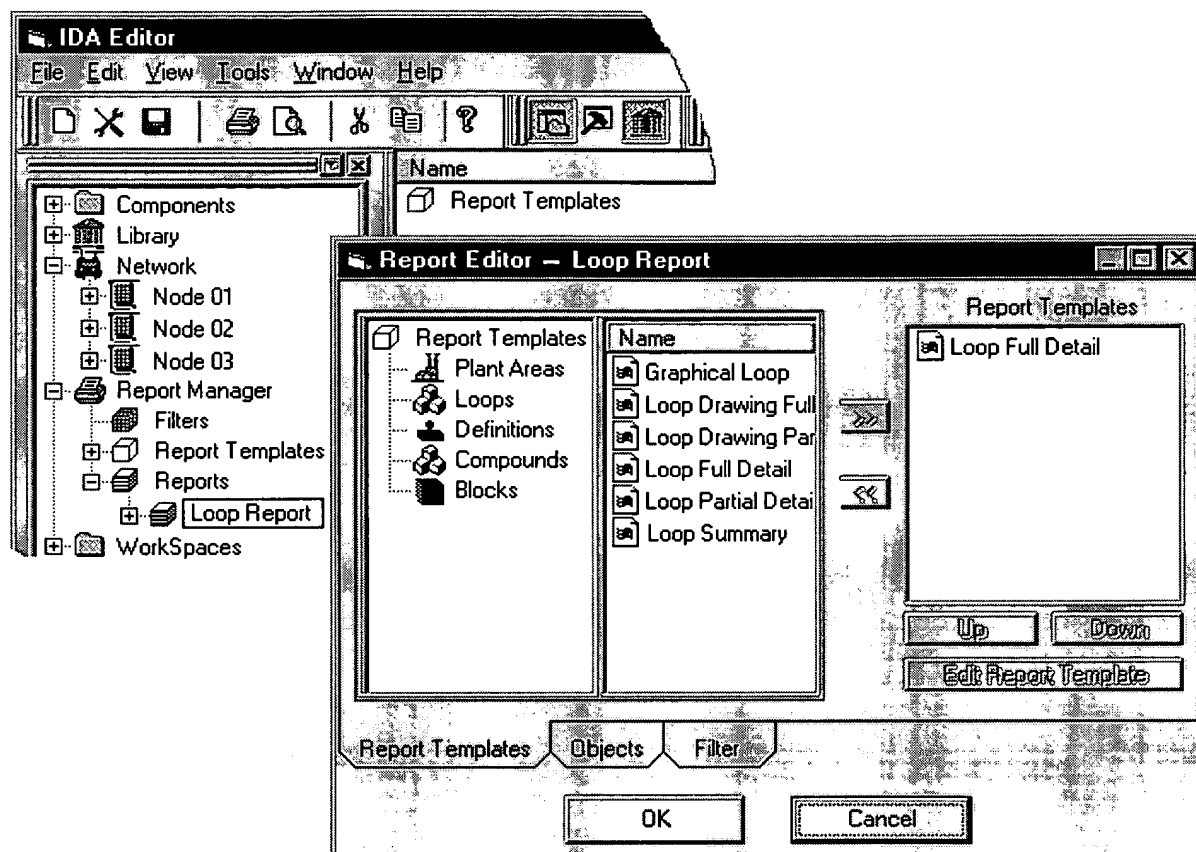 IDA Editor
File Edit View Tools Window Help
Name
Report Templates
Components
Library
Network
Node 01
Node 02
Node 03
Report Manager
Filters
Report Templates
Reports
Loop Report
WorkSpaces
Report Editor – Loop Report
Report Templates
Plant Areas
Loops
Definitions
Compounds
Blocks
Name
Graphical Loop
Loop Drawing Full
Loop Drawing Par
Loop Full Detail
Loop Partial Detai
Loop Summary
Report Templates
Loop Full Detail
Up Down
Edit Report Template
Report Templates Objects Filter
OK Cancel